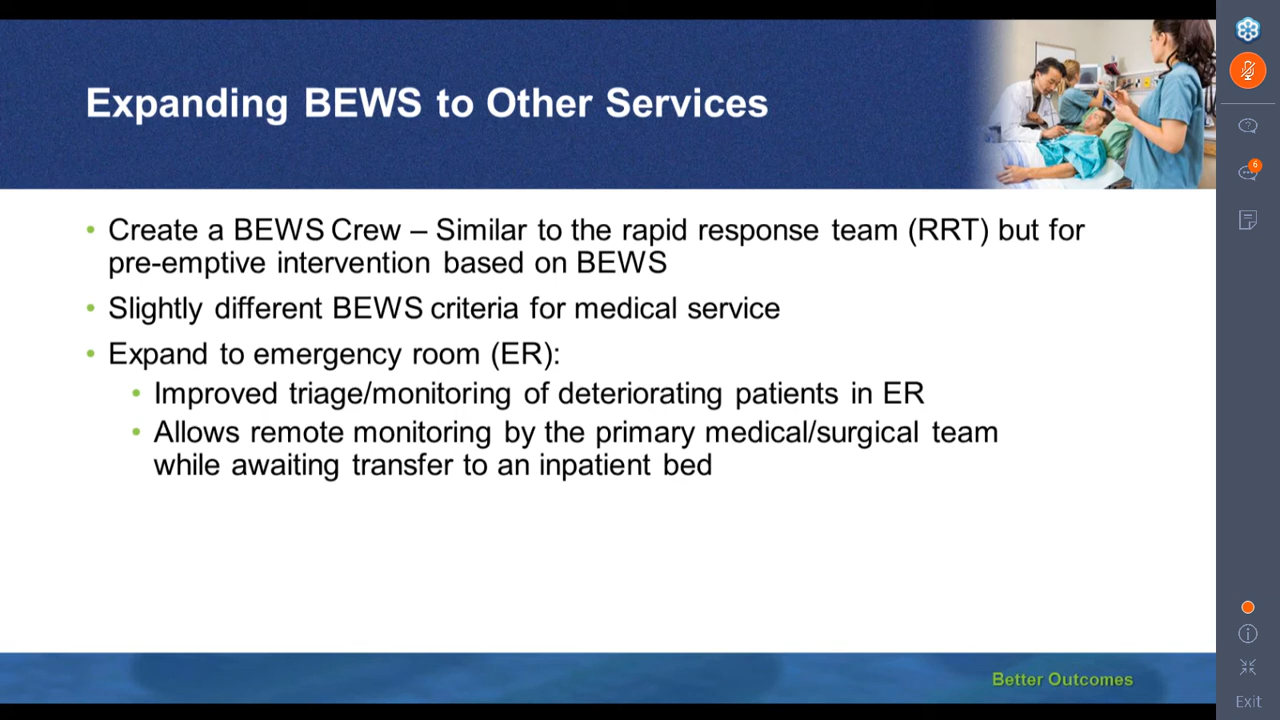 Expanding BEWS to Other Services
• Create a BEWS Crew – Similar to the rapid response team (RRT) but for
pre-emptive intervention based on BEWS
• Slightly different BEWS criteria for medical service
• Expand to emergency room (ER):
• Improved triage/monitoring of deteriorating patients in ER
• Allows remote monitoring by the primary medical/surgical team
while awaiting transfer to an inpatient bed
Better Outcomes
6
Exit